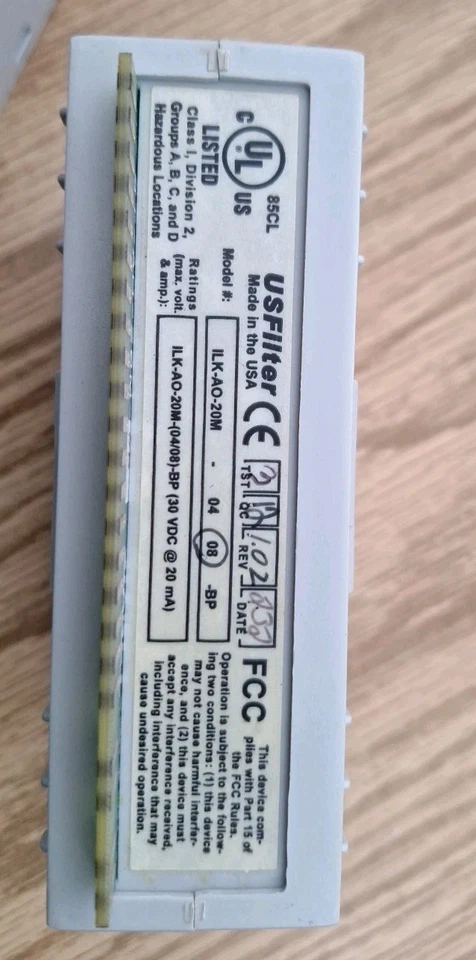 C UL US
LISTED
85CL
Class I, Division 2,
Groups A, B, C, and D
Hazardous Locations
USFilter CE
Made in the USA
3 1.02
TST QC REV DATE
Model #: ILK-AO-20M - 04 08 -BP
Ratings
(max. volt.
& amp.):
ILK-AO-20M-(04/08)-BP (30 VDC @ 20 mA)
FCC
This device com-
plies with Part 15 of
the FCC Rules.
Operation is subject to the follow-
ing two conditions: (1) this device
may not cause harmful interfer-
ence, and (2) this device must
accept any interference received,
including interference that may
cause undesired operation.